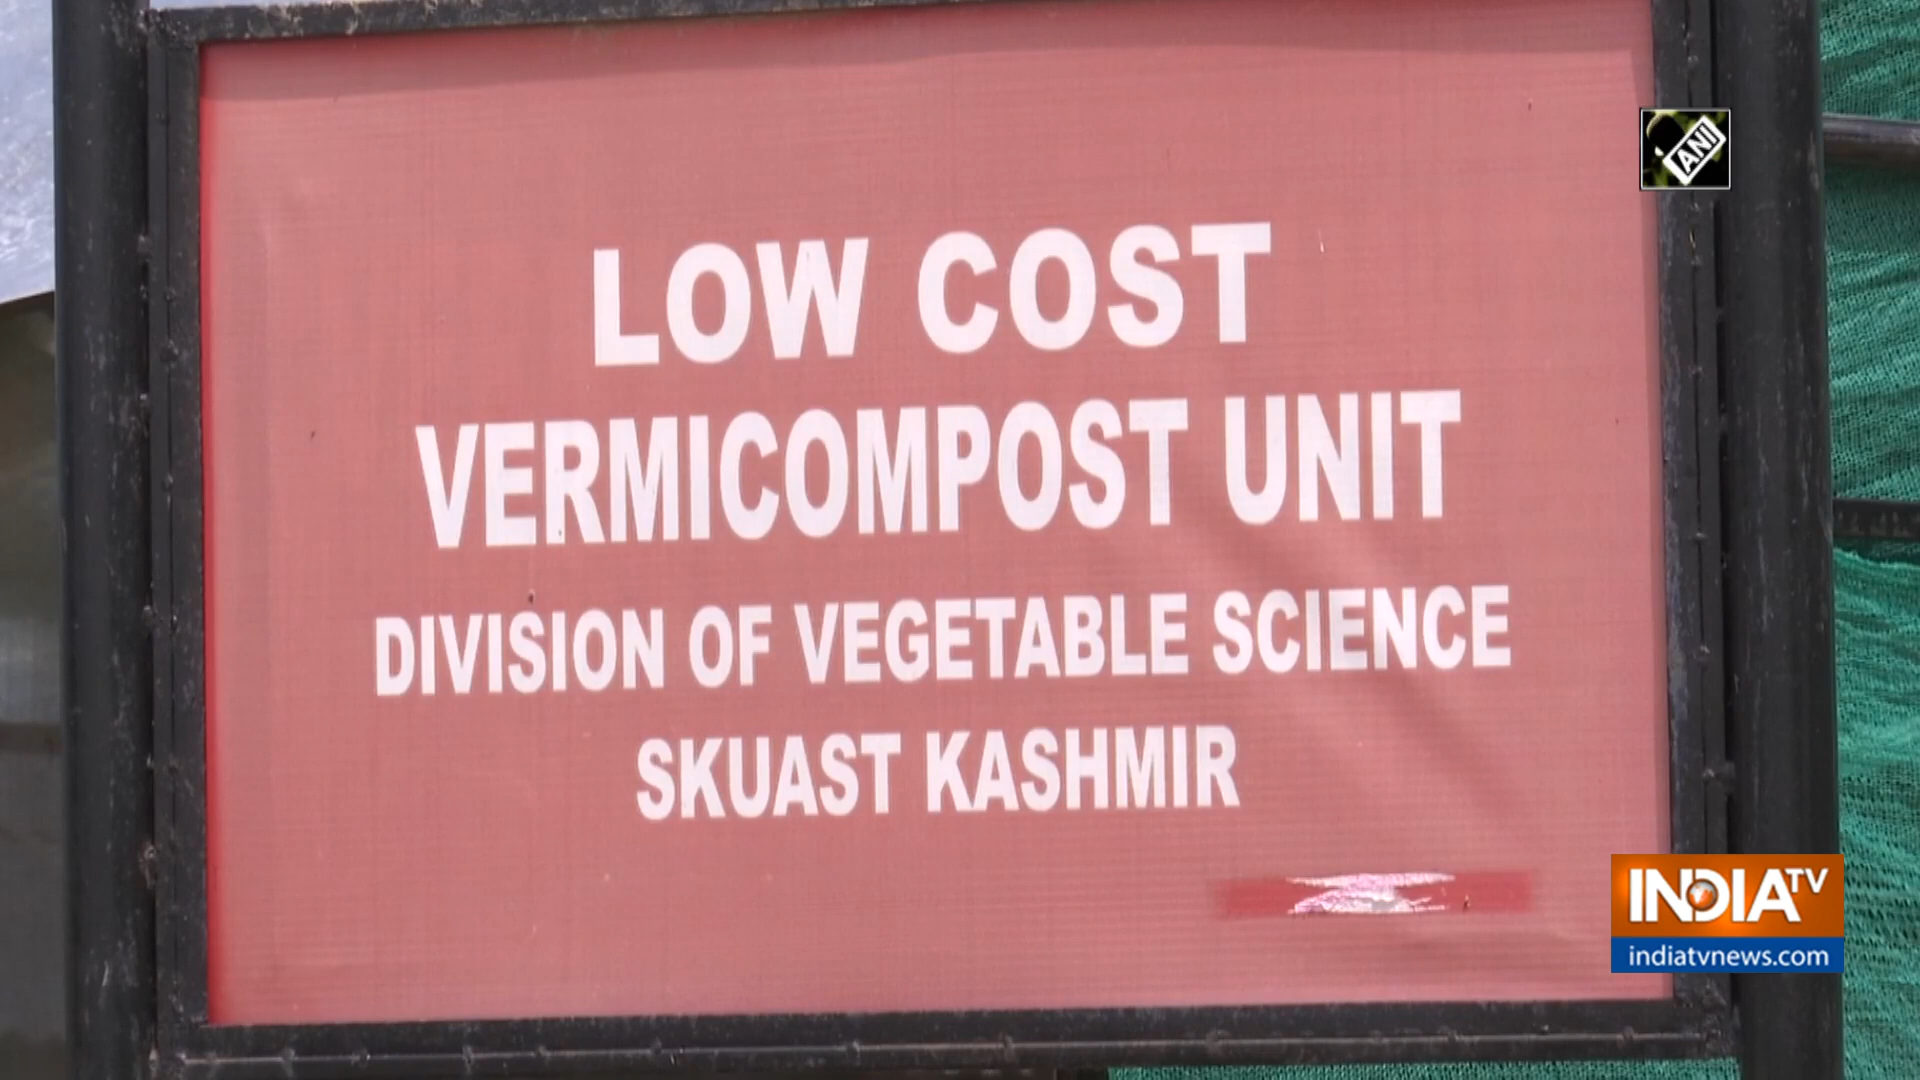 ANI
LOW COST
VERMICOMPOST UNIT
DIVISION OF VEGETABLE SCIENCE
SKUAST KASHMIR
INDIA TV
indiatvnews.com